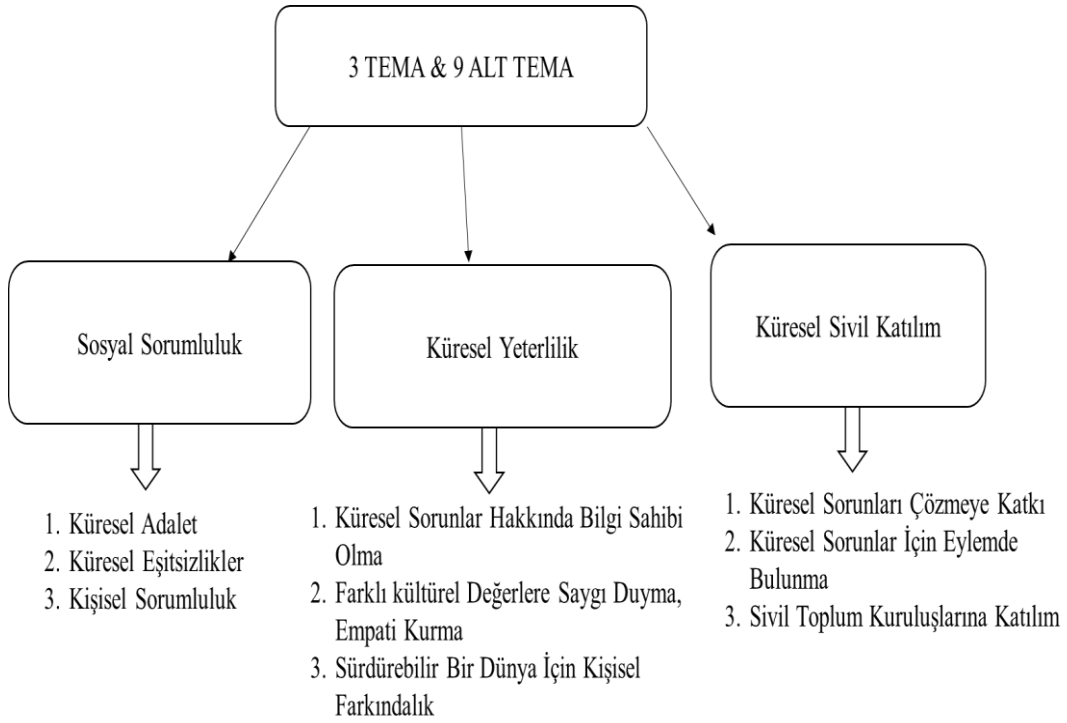 3 TEMA & 9 ALT TEMA
Sosyal Sorumluluk
Küresel Yeterlilik
Küresel Sivil Katılım
1. Küresel Adalet
2. Küresel Eşitsizlikler
3. Kişisel Sorumluluk
1. Küresel Sorunlar Hakkında Bilgi Sahibi
Olma
2. Farklı kültürel Değerlere Saygı Duyma,
Empati Kurma
3. Sürdürebilir Bir Dünya İçin Kişisel
Farkındalık
1. Küresel Sorunları Çözmeye Katkı
2. Küresel Sorunlar İçin Eylemde
Bulunma
3. Sivil Toplum Kuruluşlarına Katılım